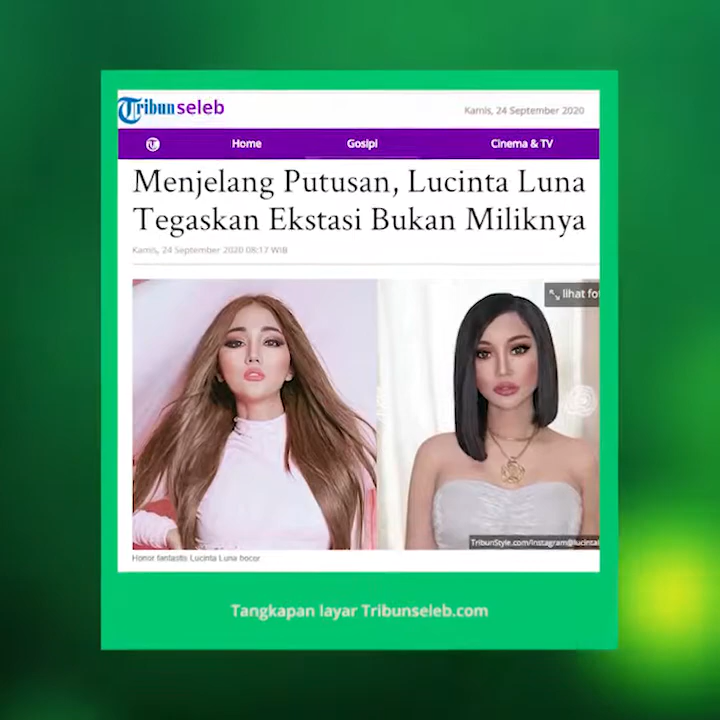 Tribunseleb
Kamis, 24 September 2020
Home Gosipi Cinema & TV
Menjelang Putusan, Lucinta Luna
Tegaskan Ekstasi Bukan Miliknya
Kamis, 24 September 2020 08:17 WIB
lihat fo
TribunStyle.com/Instagram@lucinta
Honor fantastis Lucinta Luna bocor
Tangkapan layar Tribunseleb.com